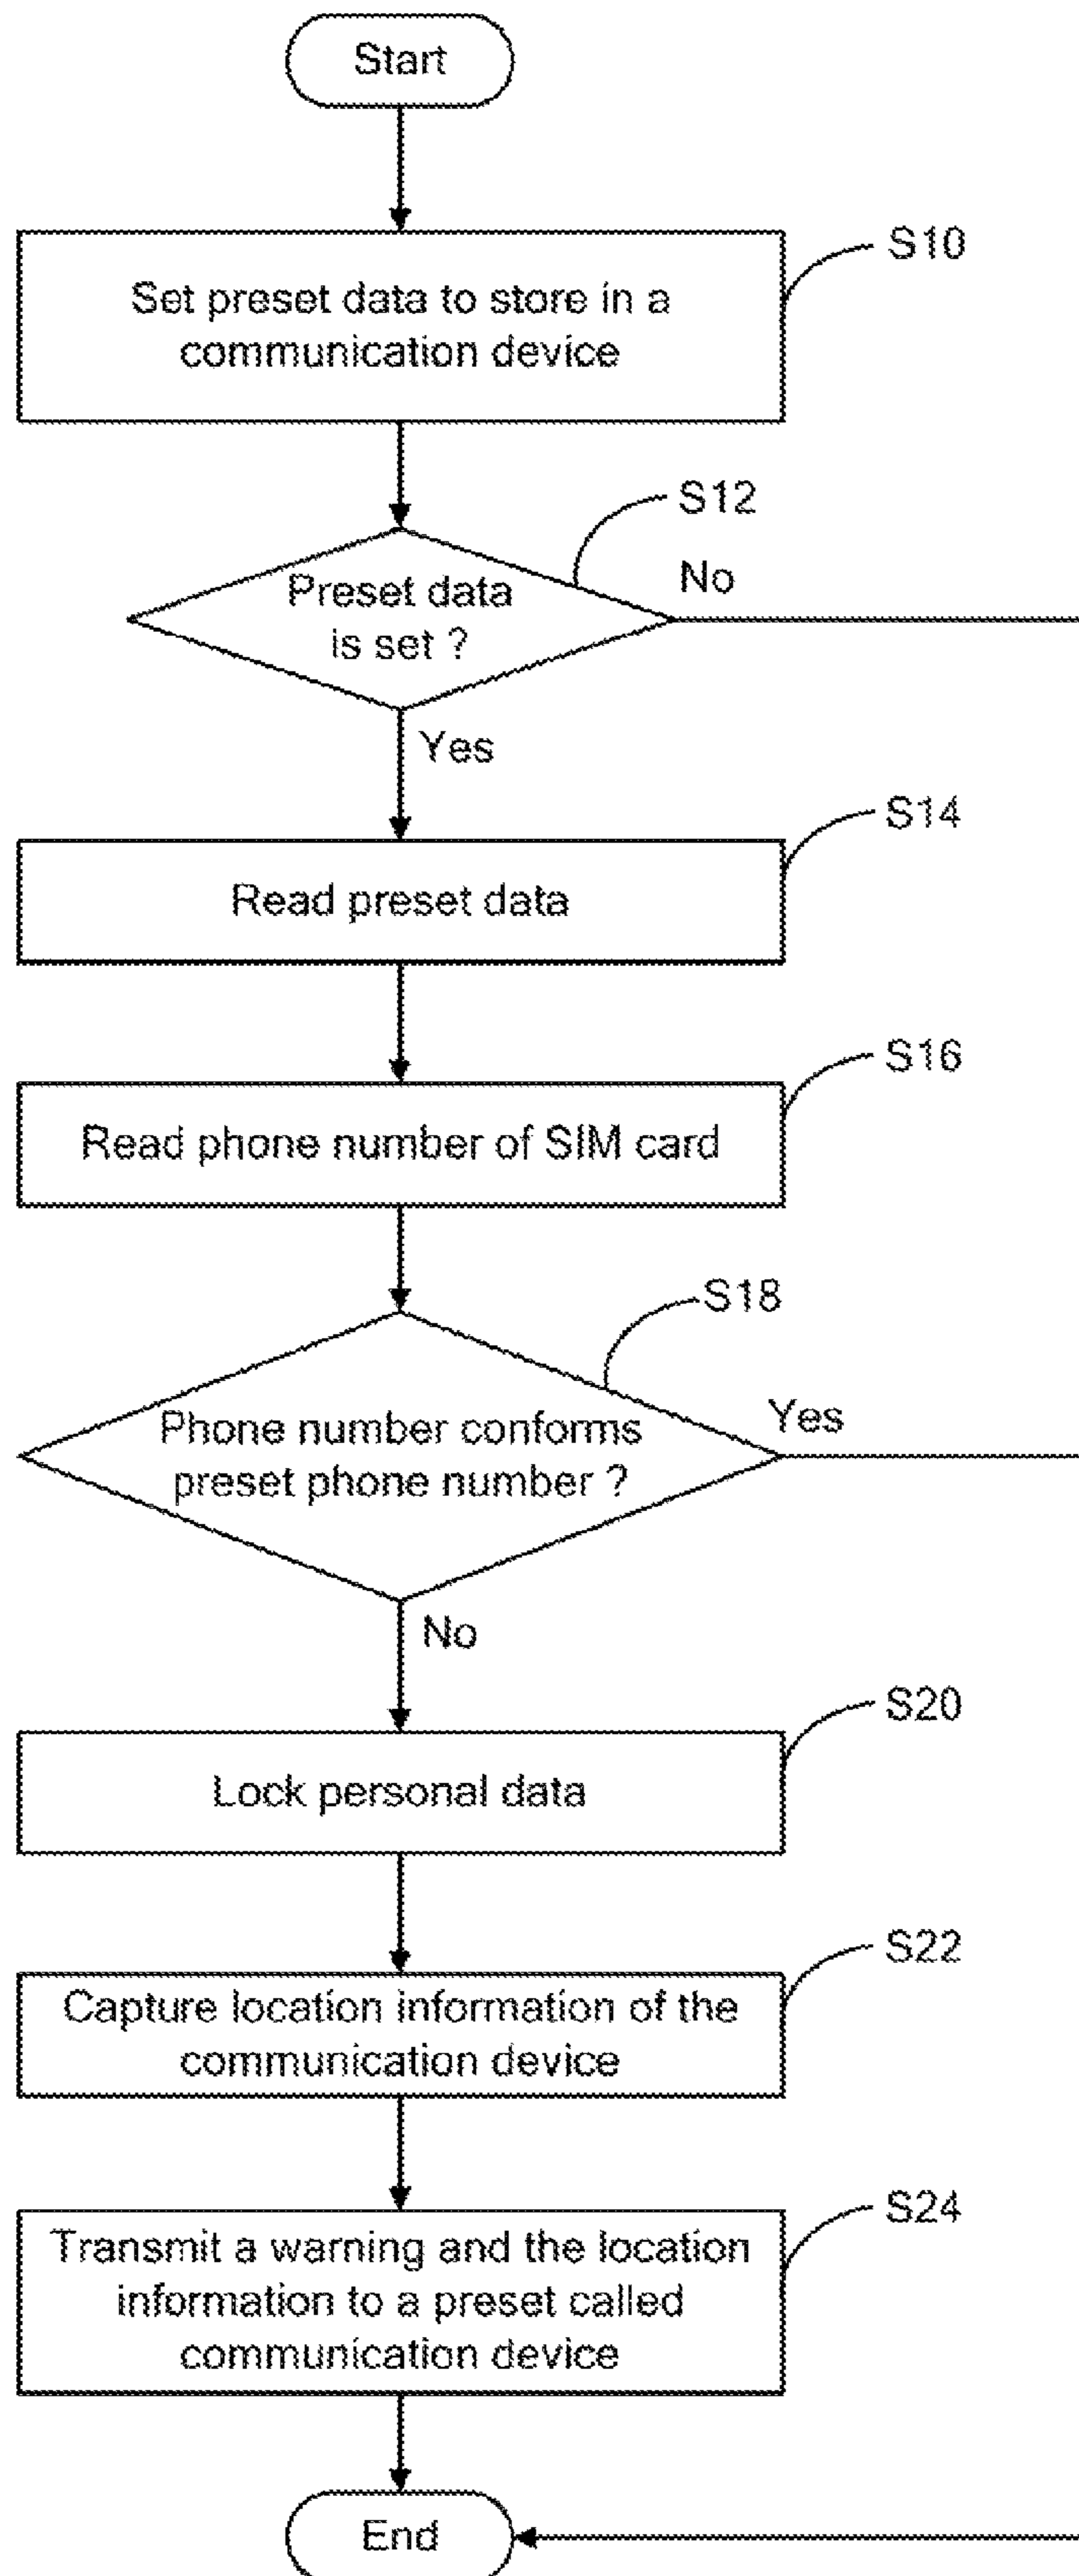 Start
S10
Set preset data to store in a
communication device
S12
No
Preset data
is set ?
Yes
S14
Read preset data
S16
Read phone number of SIM card
S18
Yes
Phone number conforms
preset phone number ?
No
S20
Lock personal data
S22
Capture location information of the
communication device
S24
Transmit a warning and the location
information to a preset called
communication device
End